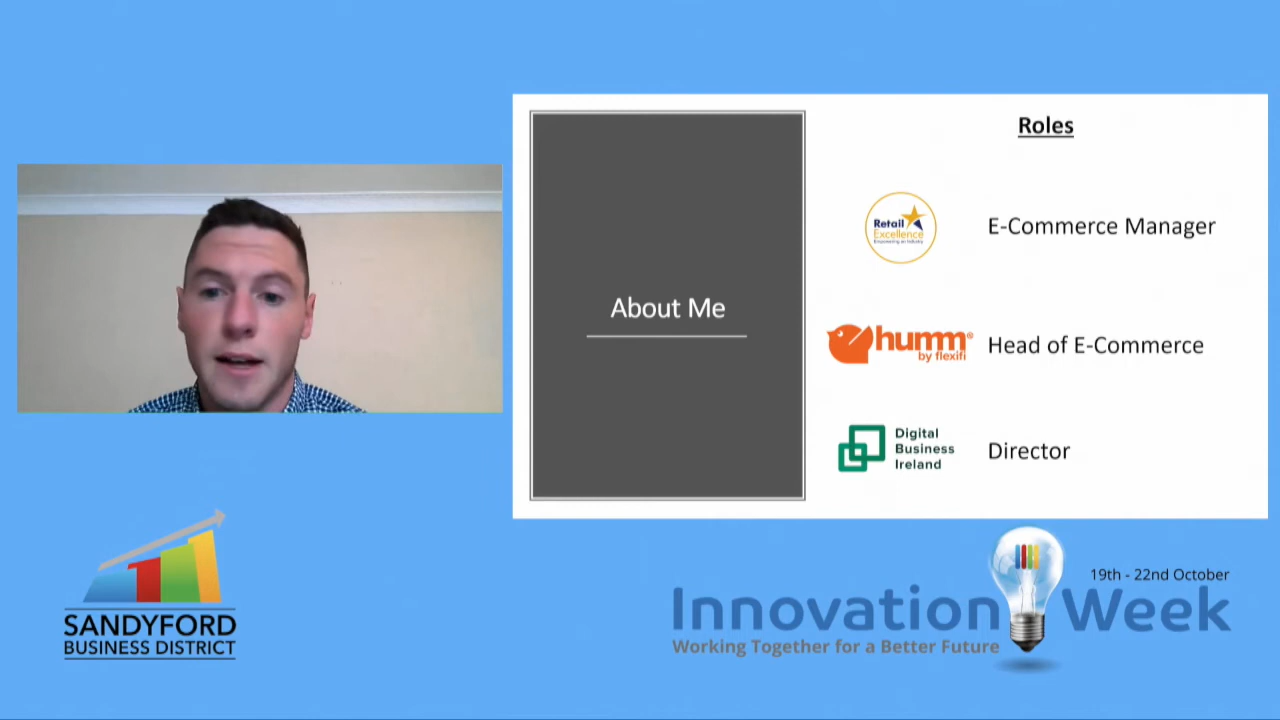 Roles
Retail
Excellence
Empowering an Industry
E-Commerce Manager
About Me
humm®
by flexifi
Head of E-Commerce
Digital
Business
Ireland
Director
SANDYFORD
BUSINESS DISTRICT
19th - 22nd October
Innovation Week
Working Together for a Better Future